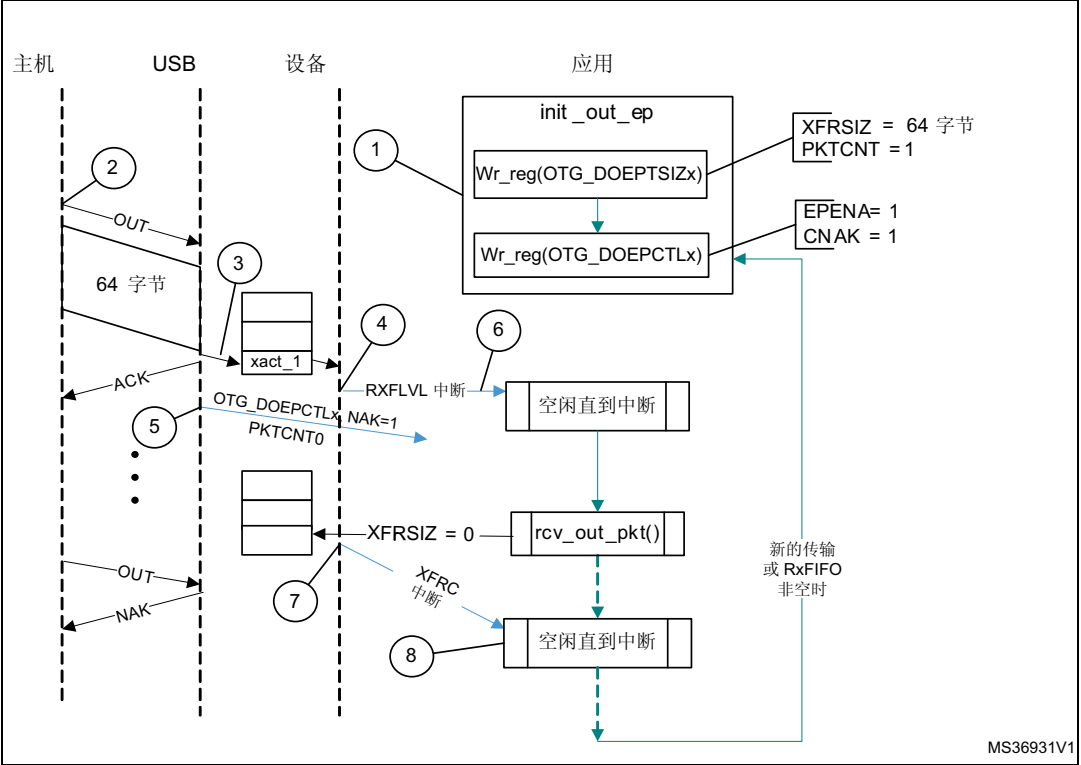 主机
USB
设备
应用
init _out_ep
1
Wr_reg(OTG_DOEPTSIZx)
XFRSIZ = 64 字节
PKTCNT =1
2
OUT
EPENA= 1
CNAK = 1
Wr_reg(OTG_DOEPCTLx)
3
64 字节
4
6
xact_1
ACK
RXFLVL 中断
空闲直到中断
OTG_DOEPCTLx, NAK=1
PKTCNT0
5
XFRSIZ = 0
rcv_out_pkt()
新的传输
或 RxFIFO
非空时
OUT
XFRC
中断
7
NAK
空闲直到中断
8
MS36931V1